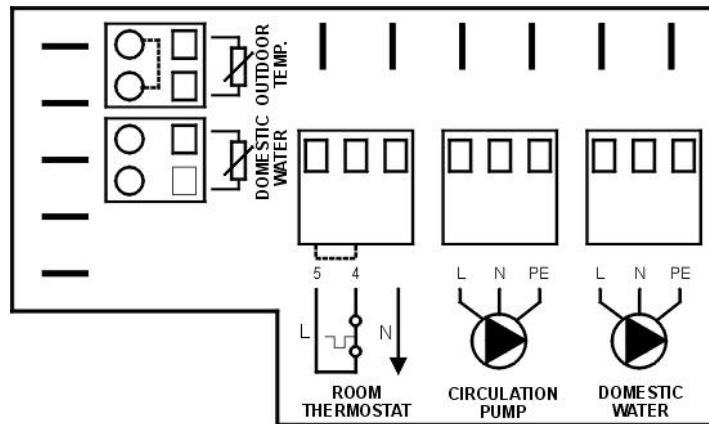 OUTDOOR
TEMP.
DOMESTIC
WATER
5 4
L N
ROOM
THERMOSTAT
L N PE
CIRCULATION
PUMP
L N PE
DOMESTIC
WATER